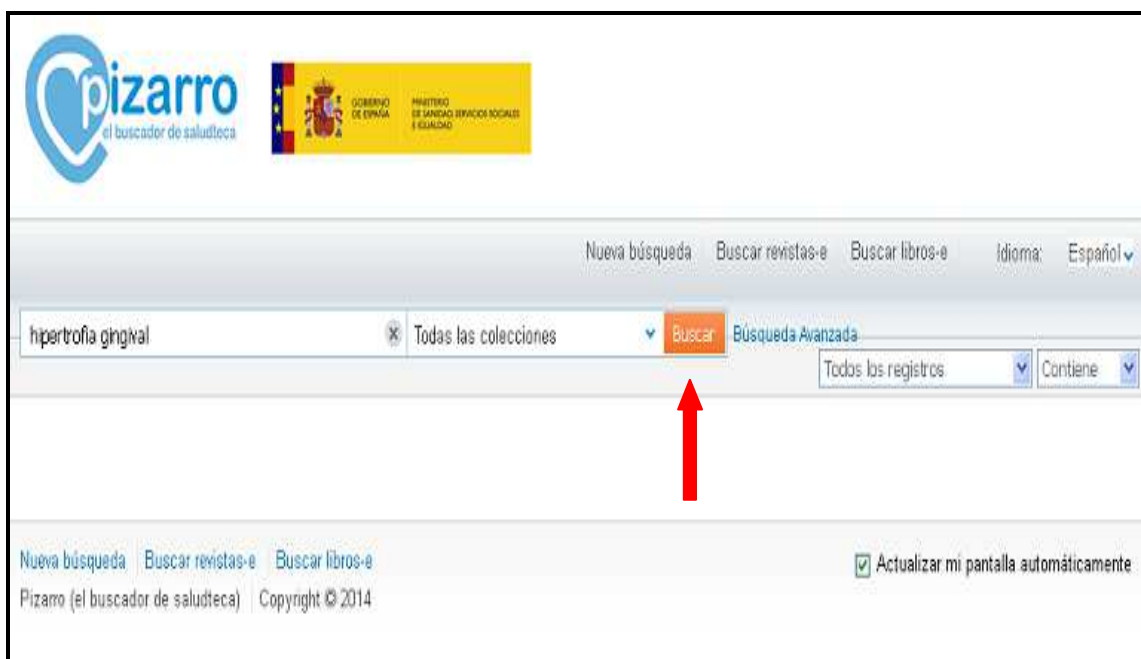 pizarro
el buscador de saludteca
GOBIERNO
DE ESPAÑA
MINISTERIO
DE SANIDAD, SERVICIOS SOCIALES
E IGUALDAD
Nueva búsqueda Buscar revistas-e Buscar libros-e Idioma: Español
hipertrofia gingival Todas las colecciones Buscar Búsqueda Avanzada
Todos los registros Contiene
Nueva búsqueda Buscar revistas-e Buscar libros-e
Actualizar mi pantalla automáticamente
Pizarro (el buscador de saludteca) Copyright © 2014